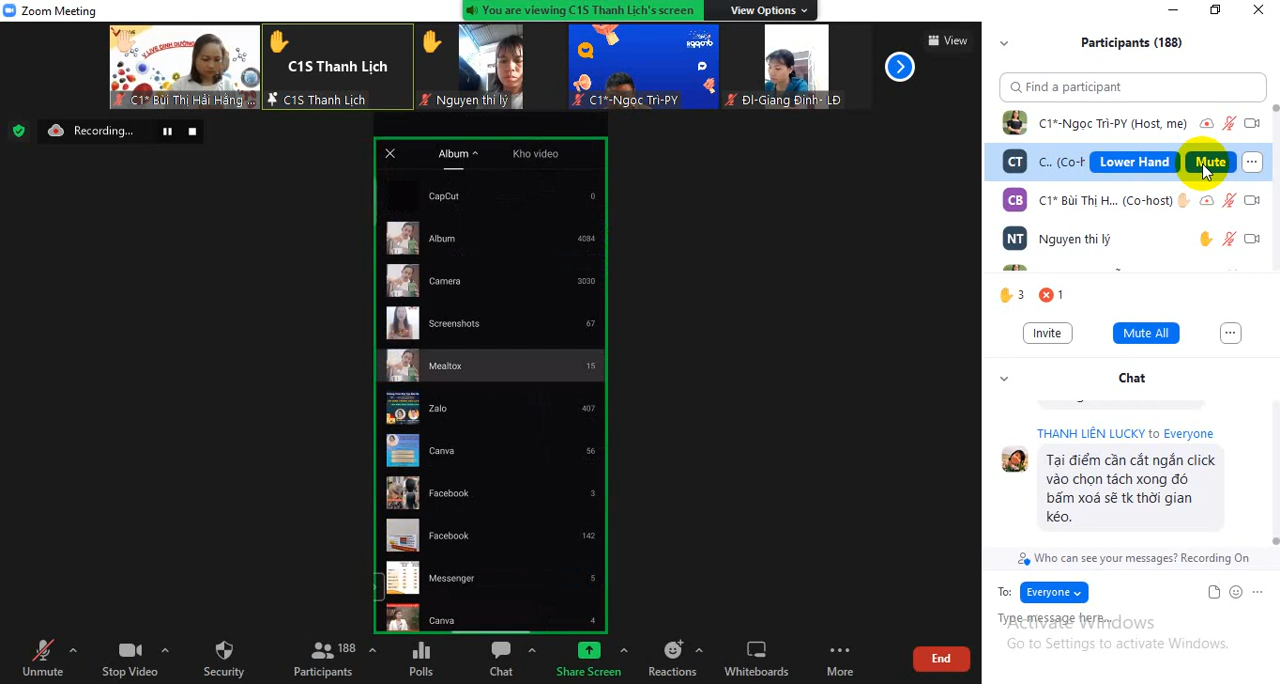 Zoom Meeting
You are viewing C1S Thanh Lịch's screen
View Options
C1* Bùi Thị Hải Hằng ...
C1S Thanh Lịch
C1S Thanh Lịch
Nguyen thi lý
C1*-Ngọc Trì-PY
ĐI-Giang Đinh- LĐ
View
Recording...
Album
Kho video
CapCut 0
Album 4084
Camera 3030
Screenshots 67
Mealtox 15
Zalo 407
Canva 56
Facebook 3
Facebook 142
Messenger 5
Canva 4
Participants (188)
Find a participant
C1*-Ngọc Trì-PY (Host, me)
CT C.. (Co-h Lower Hand Mute
CB C1* Bùi Thị H... (Co-host)
NT Nguyen thi lý
3 1
Invite Mute All
Chat
THANH LIÊN LUCKY to Everyone
Tại điểm cần cắt ngắn click
vào chọn tách xong đó
bấm xoá sẽ tk thời gian
kéo.
Who can see your messages? Recording On
To: Everyone
Type message here...
Activate Windows
Go to Settings to activate Windows.
Unmute
Stop Video
Security
188
Participants
Polls
Chat
Share Screen
Reactions
Whiteboards
More
End